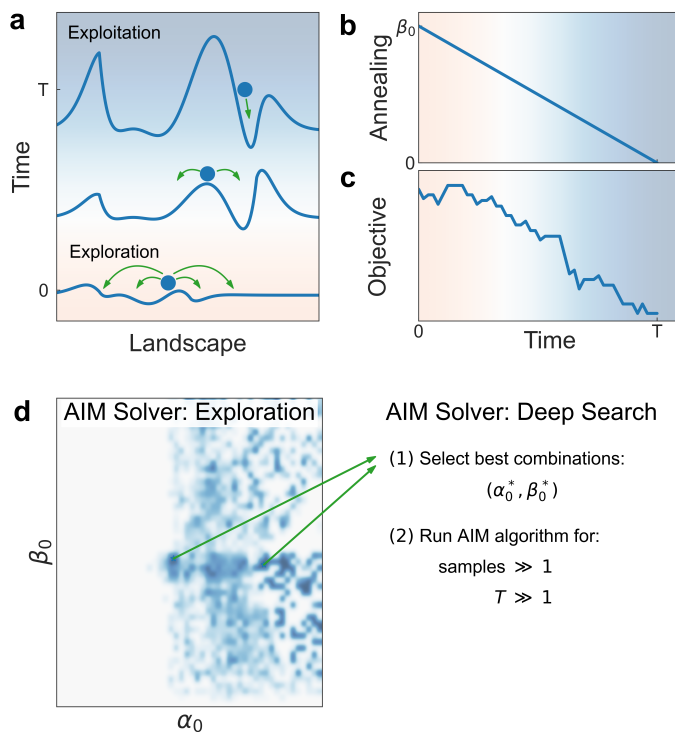 a
Exploitation
T
Time
Exploration
0
Landscape
b
β₀
Annealing
0
c
Objective
0
Time
T
d
AIM Solver: Exploration
β₀
α₀
AIM Solver: Deep Search
(1) Select best combinations:
(α₀*, β₀*)
(2) Run AIM algorithm for:
samples ≫ 1
T ≫ 1